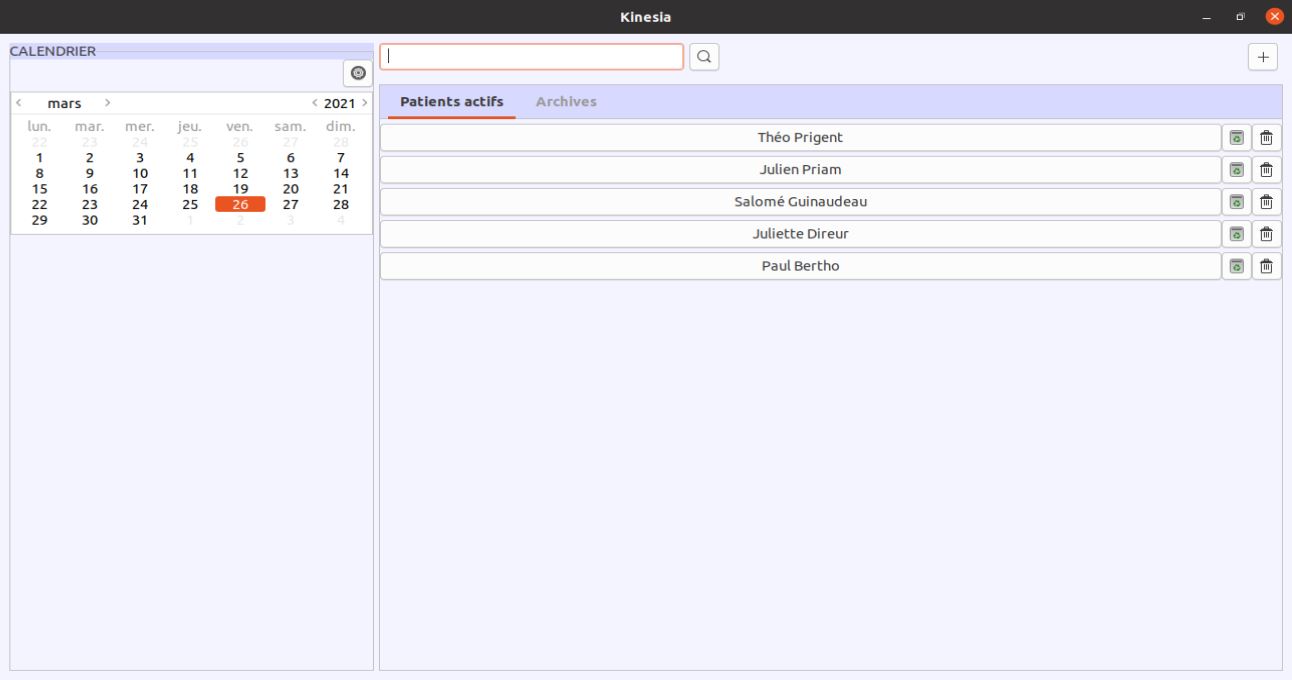 Kinesia
CALENDRIER
mars 2021
lun. mar. mer. jeu. ven. sam. dim.
22 23 24 25 26 27 28
1 2 3 4 5 6 7
8 9 10 11 12 13 14
15 16 17 18 19 20 21
22 23 24 25 26 27 28
29 30 31 1 2 3 4
Patients actifs Archives
Théo Prigent
Julien Priam
Salomé Guinaudeau
Juliette Direur
Paul Bertho